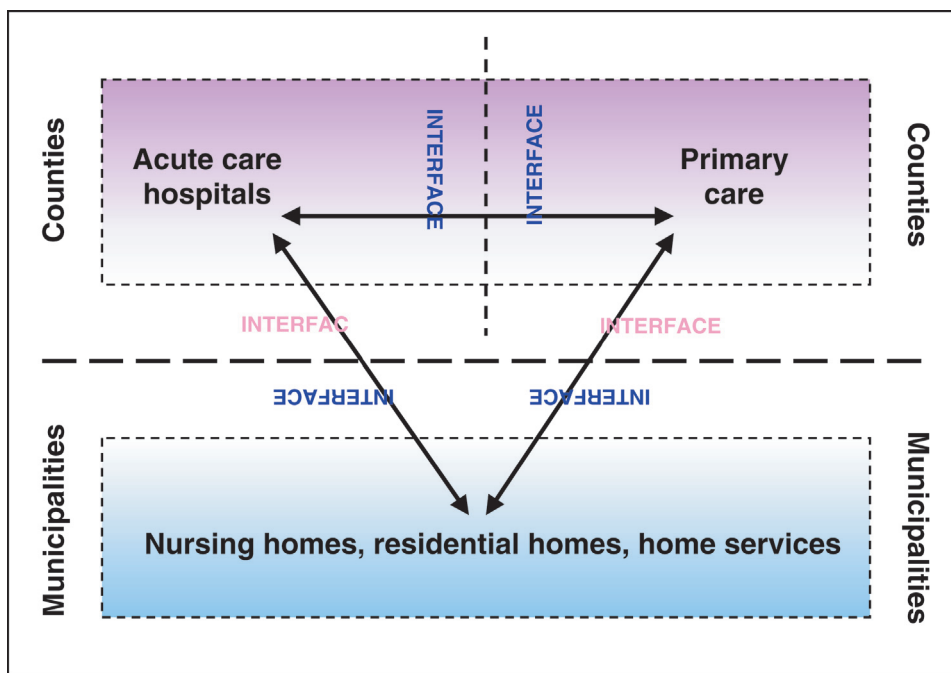 Counties
Acute care
hospitals
INTERFACE
INTERFACE
Primary
care
Counties
INTERFAC
INTERFACE
INTERFACE
INTERFACE
Municipalities
Nursing homes, residential homes, home services
Municipalities